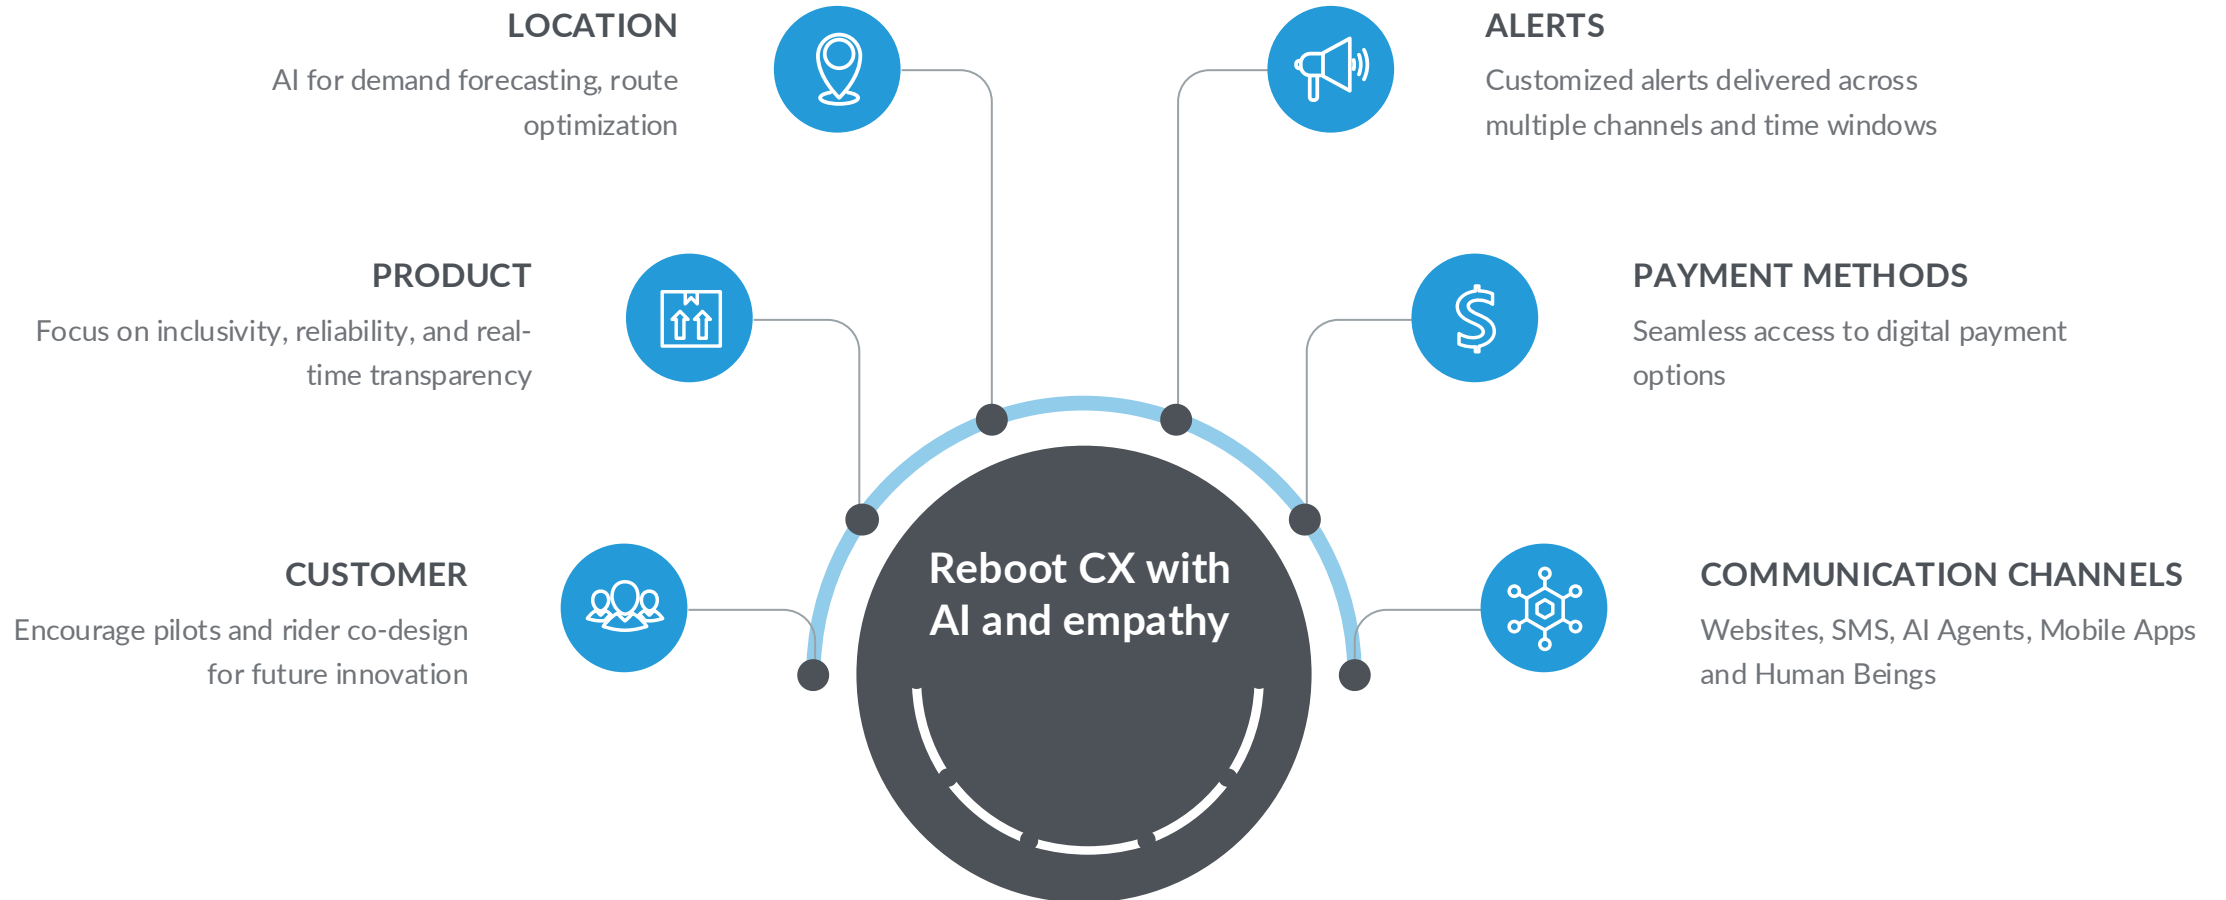 LOCATION
AI for demand forecasting, route
optimization
PRODUCT
Focus on inclusivity, reliability, and real-
time transparency
CUSTOMER
Encourage pilots and rider co-design
for future innovation
Reboot CX with
AI and empathy
ALERTS
Customized alerts delivered across
multiple channels and time windows
PAYMENT METHODS
Seamless access to digital payment
options
COMMUNICATION CHANNELS
Websites, SMS, AI Agents, Mobile Apps
and Human Beings